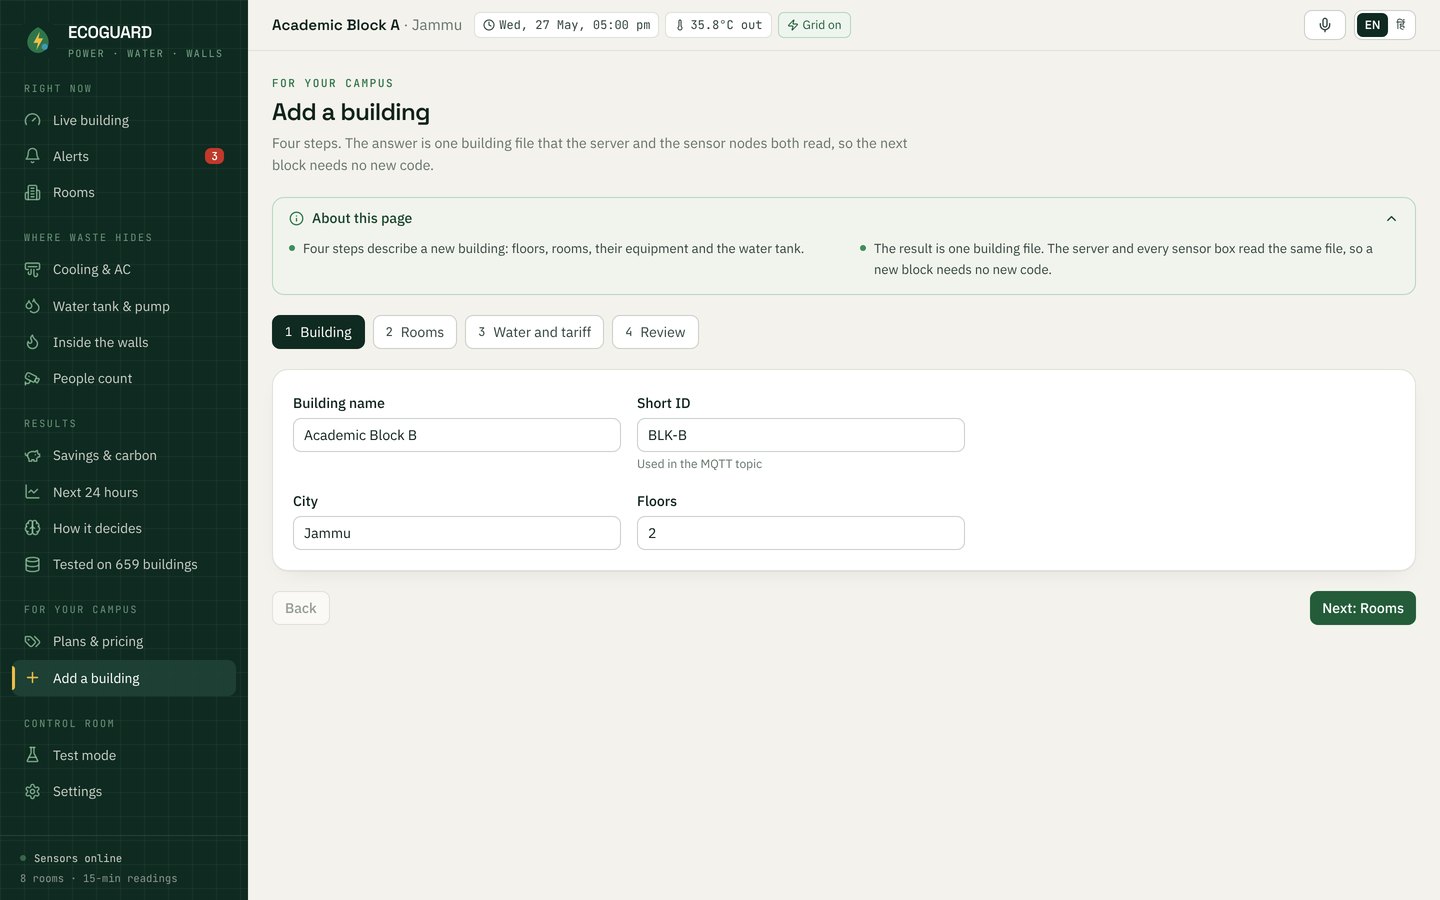 ECOGUARD
POWER · WATER · WALLS
RIGHT NOW
Live building
Alerts 3
Rooms
WHERE WASTE HIDES
Cooling & AC
Water tank & pump
Inside the walls
People count
RESULTS
Savings & carbon
Next 24 hours
How it decides
Tested on 659 buildings
FOR YOUR CAMPUS
Plans & pricing
Add a building
CONTROL ROOM
Test mode
Settings
Sensors online
8 rooms · 15-min readings
Academic Block A · Jammu Wed, 27 May, 05:00 pm 35.8°C out Grid on EN हिं
FOR YOUR CAMPUS
Add a building
Four steps. The answer is one building file that the server and the sensor nodes both read, so the next
block needs no new code.
About this page
Four steps describe a new building: floors, rooms, their equipment and the water tank.
The result is one building file. The server and every sensor box read the same file, so a
new block needs no new code.
1 Building 2 Rooms 3 Water and tariff 4 Review
Building name Short ID
Academic Block B BLK-B
Used in the MQTT topic
City Floors
Jammu 2
Back Next: Rooms